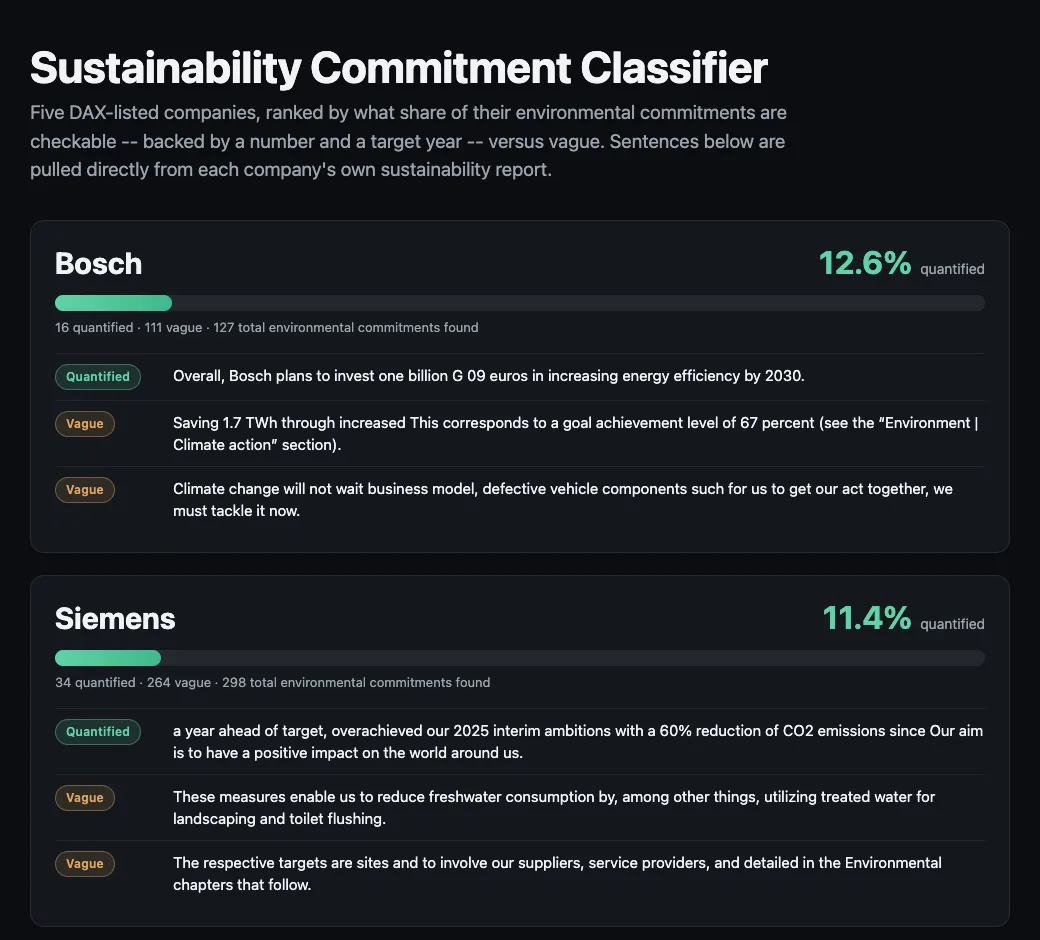 Sustainability Commitment Classifier
Five DAX-listed companies, ranked by what share of their environmental commitments are
checkable -- backed by a number and a target year -- versus vague. Sentences below are
pulled directly from each company's own sustainability report.
Bosch
12.6% quantified
16 quantified · 111 vague · 127 total environmental commitments found
Quantified
Overall, Bosch plans to invest one billion G 09 euros in increasing energy efficiency by 2030.
Vague
Saving 1.7 TWh through increased This corresponds to a goal achievement level of 67 percent (see the "Environment |
Climate action" section).
Vague
Climate change will not wait business model, defective vehicle components such for us to get our act together, we
must tackle it now.
Siemens
11.4% quantified
34 quantified · 264 vague · 298 total environmental commitments found
Quantified
a year ahead of target, overachieved our 2025 interim ambitions with a 60% reduction of CO2 emissions since Our aim
is to have a positive impact on the world around us.
Vague
These measures enable us to reduce freshwater consumption by, among other things, utilizing treated water for
landscaping and toilet flushing.
Vague
The respective targets are sites and to involve our suppliers, service providers, and detailed in the Environmental
chapters that follow.